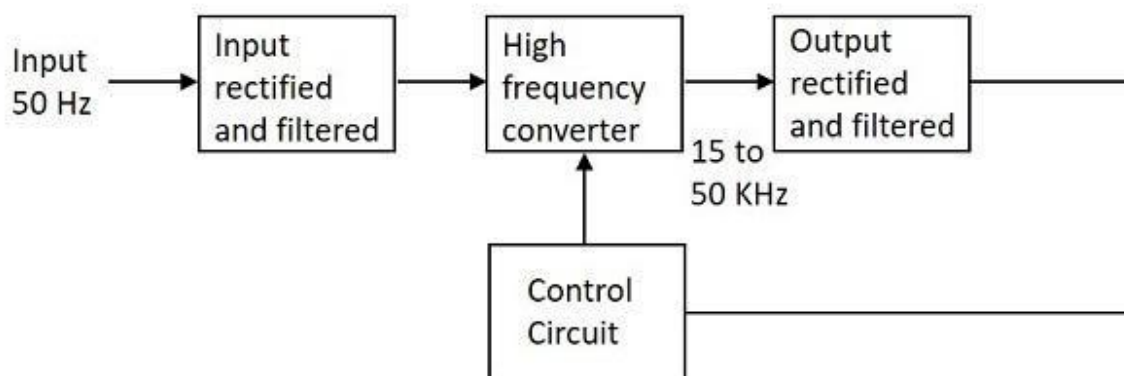 Input
50 Hz
Input
rectified
and filtered
High
frequency
converter
15 to
50 KHz
Output
rectified
and filtered
Control
Circuit